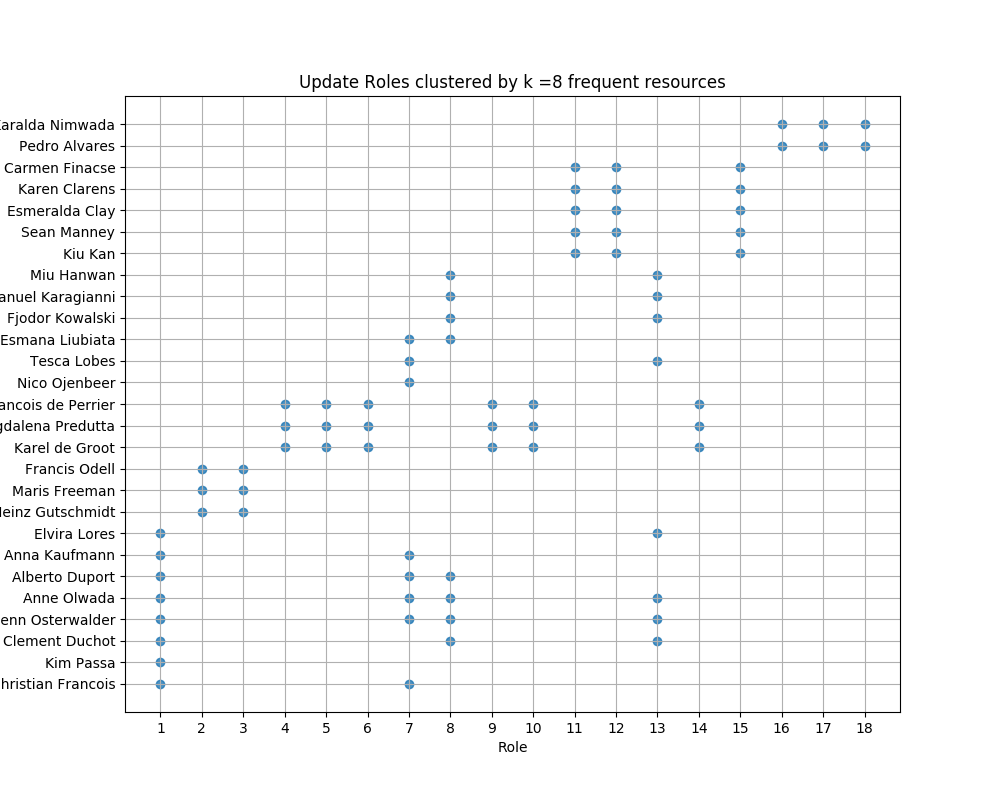 Update Roles clustered by k =8 frequent resources
Karalda Nimwada
Pedro Alvares
Carmen Finacse
Karen Clarens
Esmeralda Clay
Sean Manney
Kiu Kan
Miu Hanwan
anuel Karagianni
Fjodor Kowalski
Esmana Liubiata
Tesca Lobes
Nico Ojenbeer
ancois de Perrier
gdalena Predutta
Karel de Groot
Francis Odell
Maris Freeman
Heinz Gutschmidt
Elvira Lores
Anna Kaufmann
Alberto Duport
Anne Olwada
enn Osterwalder
Clement Duchot
Kim Passa
hristian Francois
1 2 3 4 5 6 7 8 9 10 11 12 13 14 15 16 17 18
Role